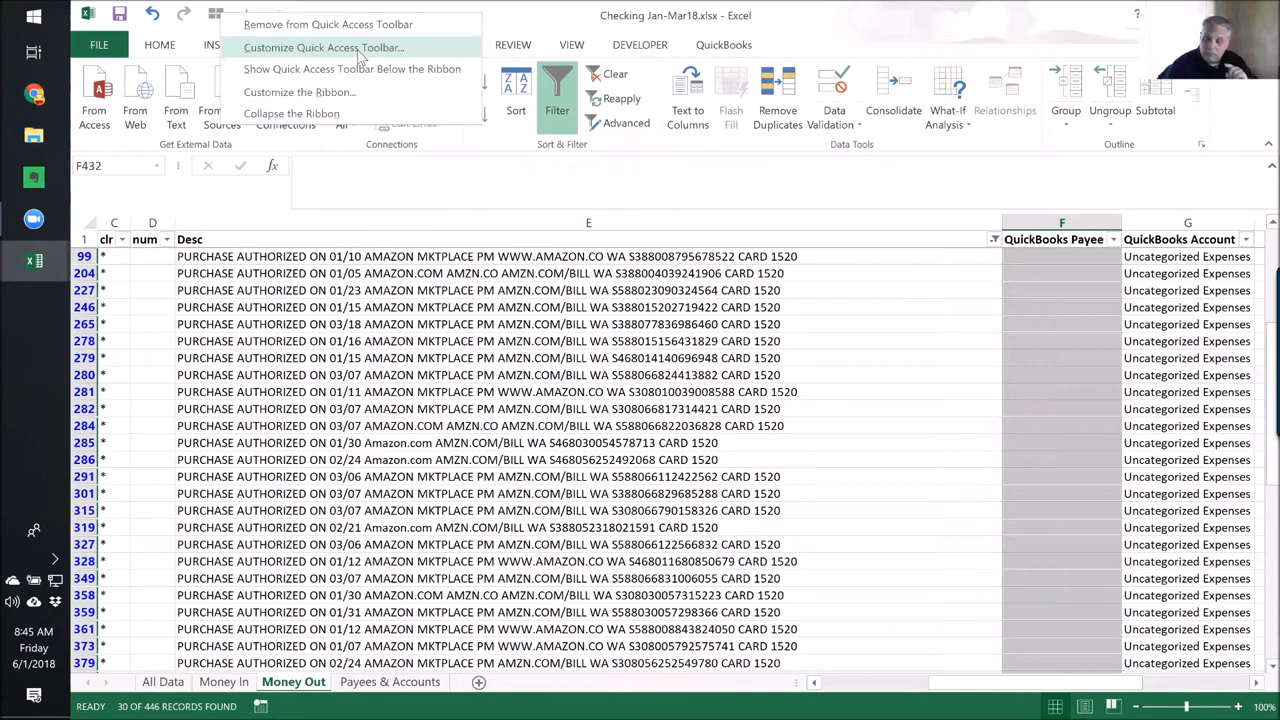 Checking Jan-Mar18.xlsx - Excel
Remove from Quick Access Toolbar
Customize Quick Access Toolbar...
Show Quick Access Toolbar Below the Ribbon
Customize the Ribbon...
Collapse the Ribbon
FILE HOME INS REVIEW VIEW DEVELOPER QuickBooks
From Access
From Web
From Text
From Other Sources
Connections
All
Edit Links
Sort
Filter
Clear
Reapply
Advanced
Text to Columns
Flash Fill
Remove Duplicates
Data Validation
What-If Analysis
Relationships
Group
Ungroup
Subtotal
Get External Data Connections Sort & Filter Data Tools Outline
F432 fx
C D E F G
1 clr num Desc QuickBooks Payee QuickBooks Account
99 * PURCHASE AUTHORIZED ON 01/10 AMAZON MKTPLACE PM WWW.AMAZON.CO WA S388008795678522 CARD 1520 Uncategorized Expenses
204 * PURCHASE AUTHORIZED ON 01/05 AMAZON.COM AMZN.CO AMZN.COM/BILL WA S388004039241906 CARD 1520 Uncategorized Expenses
227 * PURCHASE AUTHORIZED ON 01/23 AMAZON MKTPLACE PM AMZN.COM/BILL WA S588023090324564 CARD 1520 Uncategorized Expenses
246 * PURCHASE AUTHORIZED ON 01/15 AMAZON MKTPLACE PM AMZN.COM/BILL WA S388015202719422 CARD 1520 Uncategorized Expenses
265 * PURCHASE AUTHORIZED ON 03/18 AMAZON MKTPLACE PM AMZN.COM/BILL WA S388077836986460 CARD 1520 Uncategorized Expenses
278 * PURCHASE AUTHORIZED ON 01/16 AMAZON MKTPLACE PM AMZN.COM/BILL WA S588015156431829 CARD 1520 Uncategorized Expenses
279 * PURCHASE AUTHORIZED ON 01/15 AMAZON MKTPLACE PM AMZN.COM/BILL WA S468014140696948 CARD 1520 Uncategorized Expenses
280 * PURCHASE AUTHORIZED ON 03/07 AMAZON MKTPLACE PM AMZN.COM/BILL WA S588066824413882 CARD 1520 Uncategorized Expenses
281 * PURCHASE AUTHORIZED ON 01/11 AMAZON MKTPLACE PM WWW.AMAZON.CO WA S308010039008588 CARD 1520 Uncategorized Expenses
282 * PURCHASE AUTHORIZED ON 03/07 AMAZON MKTPLACE PM AMZN.COM/BILL WA S308066817314421 CARD 1520 Uncategorized Expenses
284 * PURCHASE AUTHORIZED ON 03/07 AMAZON.COM AMZN.CO AMZN.COM/BILL WA S588066822036828 CARD 1520 Uncategorized Expenses
285 * PURCHASE AUTHORIZED ON 01/30 Amazon.com AMZN.COM/BILL WA S468030054578713 CARD 1520 Uncategorized Expenses
286 * PURCHASE AUTHORIZED ON 02/24 Amazon.com AMZN.COM/BILL WA S468056252492068 CARD 1520 Uncategorized Expenses
291 * PURCHASE AUTHORIZED ON 03/06 AMAZON MKTPLACE PM AMZN.COM/BILL WA S588066112422562 CARD 1520 Uncategorized Expenses
301 * PURCHASE AUTHORIZED ON 03/07 AMAZON MKTPLACE PM AMZN.COM/BILL WA S388066829685288 CARD 1520 Uncategorized Expenses
315 * PURCHASE AUTHORIZED ON 03/07 AMAZON MKTPLACE PM AMZN.COM/BILL WA S388066790158326 CARD 1520 Uncategorized Expenses
319 * PURCHASE AUTHORIZED ON 02/21 Amazon.com AMZN.COM/BILL WA S388052318021591 CARD 1520 Uncategorized Expenses
327 * PURCHASE AUTHORIZED ON 03/06 AMAZON MKTPLACE PM AMZN.COM/BILL WA S588066122566832 CARD 1520 Uncategorized Expenses
328 * PURCHASE AUTHORIZED ON 01/12 AMAZON MKTPLACE PM WWW.AMAZON.CO WA S468011680850679 CARD 1520 Uncategorized Expenses
349 * PURCHASE AUTHORIZED ON 03/07 AMAZON MKTPLACE PM AMZN.COM/BILL WA S588066831006055 CARD 1520 Uncategorized Expenses
358 * PURCHASE AUTHORIZED ON 01/30 AMAZON.COM AMZN.CO AMZN.COM/BILL WA S308030057315223 CARD 1520 Uncategorized Expenses
359 * PURCHASE AUTHORIZED ON 01/31 AMAZON MKTPLACE PM AMZN.COM/BILL WA S588030057298366 CARD 1520 Uncategorized Expenses
361 * PURCHASE AUTHORIZED ON 01/12 AMAZON MKTPLACE PM WWW.AMAZON.CO WA S588008843824050 CARD 1520 Uncategorized Expenses
373 * PURCHASE AUTHORIZED ON 01/07 AMAZON MKTPLACE PM WWW.AMAZON.CO WA S308005792575741 CARD 1520 Uncategorized Expenses
379 * PURCHASE AUTHORIZED ON 02/24 AMAZON MKTPLACE PM AMZN.COM/BILL WA S308056252549780 CARD 1520 Uncategorized Expenses
8:45 AM
Friday
6/1/2018
All Data Money In Money Out Payees & Accounts
READY 30 OF 446 RECORDS FOUND 100%